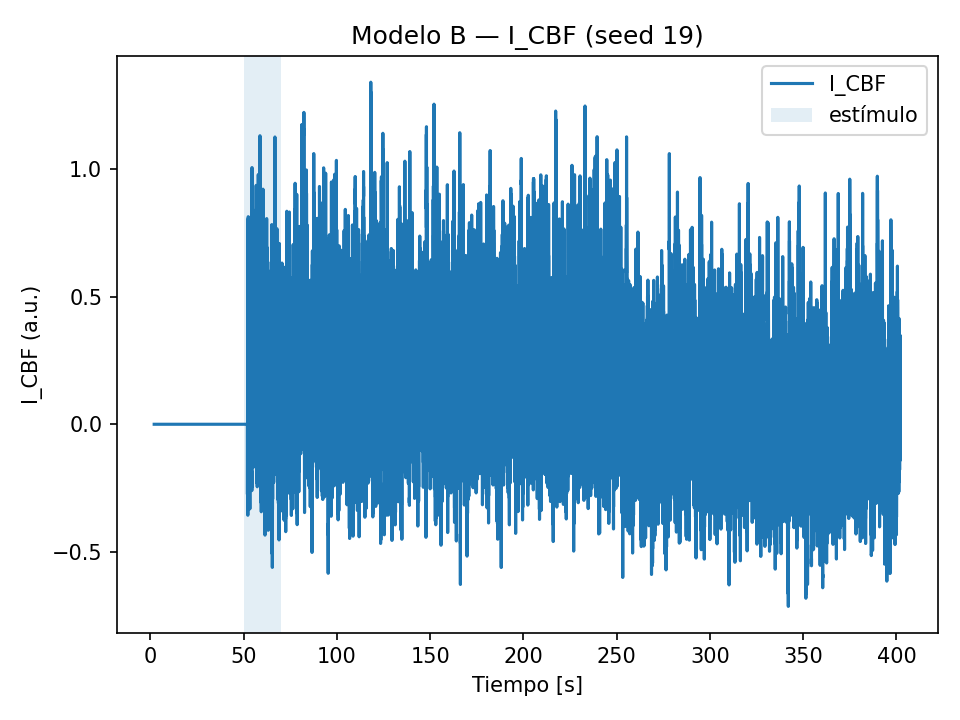 Modelo B — I_CBF (seed 19)
I_CBF
estímulo
1.0
0.5
0.0
−0.5
I_CBF (a.u.)
0 50 100 150 200 250 300 350 400
Tiempo [s]